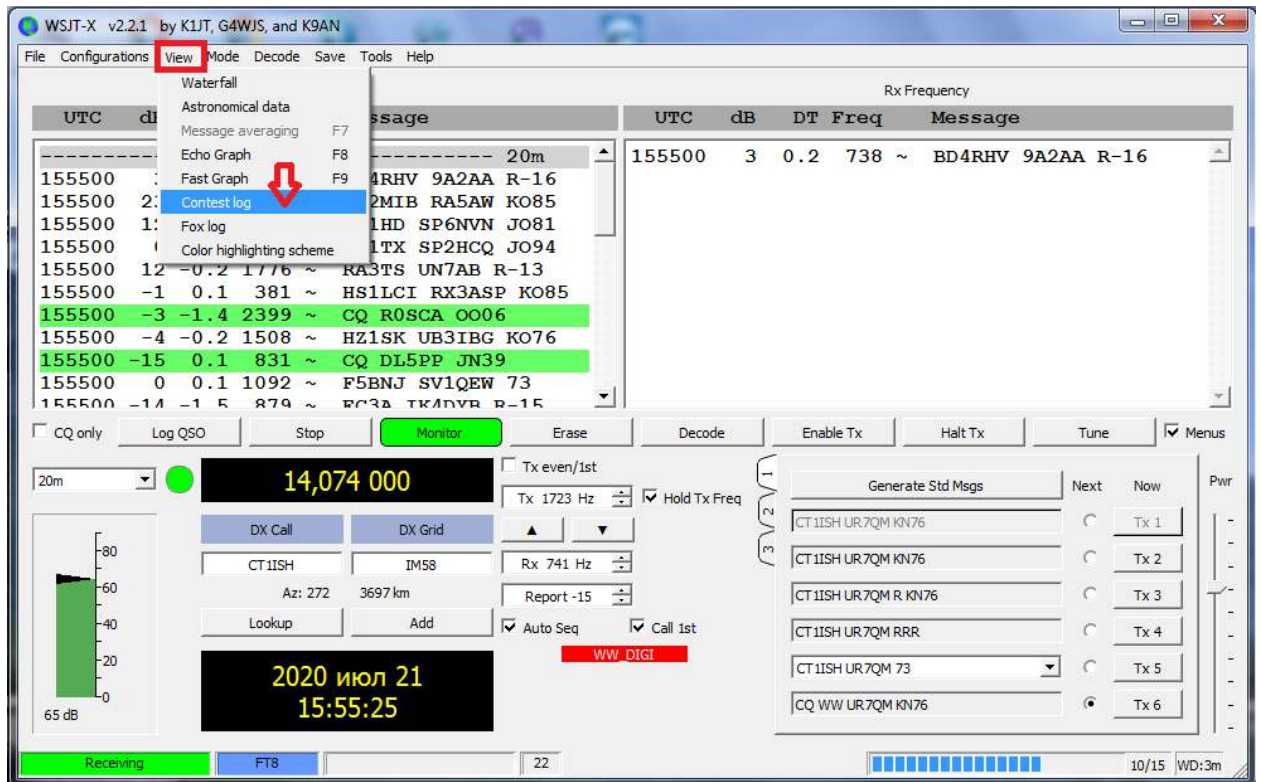 WSJT-X v2.2.1 by K1JT, G4WJS, and K9AN
File Configurations View Mode Decode Save Tools Help
Waterfall
Astronomical data
Message averaging F7
Echo Graph F8
Fast Graph F9
Contest log
Fox log
Color highlighting scheme
Rx Frequency
UTC dB DT Freq Message
155500 3 0.2 738 ~ BD4RHV 9A2AA R-16
UTC
20m
155500 4RHV 9A2AA R-16
155500 2MIB RA5AW KO85
155500 1HD SP6NVN JO81
155500 1TX SP2HCQ JO94
155500 12 -0.2 1776 ~ RA3TS UN7AB R-13
155500 -1 0.1 381 ~ HS1LCI RX3ASP KO85
155500 -3 -1.4 2399 ~ CQ R0SCA OO06
155500 -4 -0.2 1508 ~ HZ1SK UB3IBG KO76
155500 -15 0.1 831 ~ CQ DL5PP JN39
155500 0 0.1 1092 ~ F5BNJ SV1QEW 73
155500 -14 -1.5 879 ~ EC3A IK4DYB R-15
CQ only Log QSO Stop Monitor Erase Decode Enable Tx Halt Tx Tune Menus
20m
14,074 000
Tx even/1st
Tx 1723 Hz Hold Tx Freq
DX Call DX Grid
CT1ISH IM58
Rx 741 Hz
Az: 272 3697 km
Report -15
Lookup Add
Auto Seq Call 1st
WW_DIGI
2020 июл 21
15:55:25
-80
-60
-40
-20
-0
65 dB
1
2
3
Generate Std Msgs Next Now Pwr
CT1ISH UR7QM KN76 Tx 1
CT1ISH UR7QM KN76 Tx 2
CT1ISH UR7QM R KN76 Tx 3
CT1ISH UR7QM RRR Tx 4
CT1ISH UR7QM 73 Tx 5
CQ WW UR7QM KN76 Tx 6
Receiving FT8 22 10/15 WD:3m